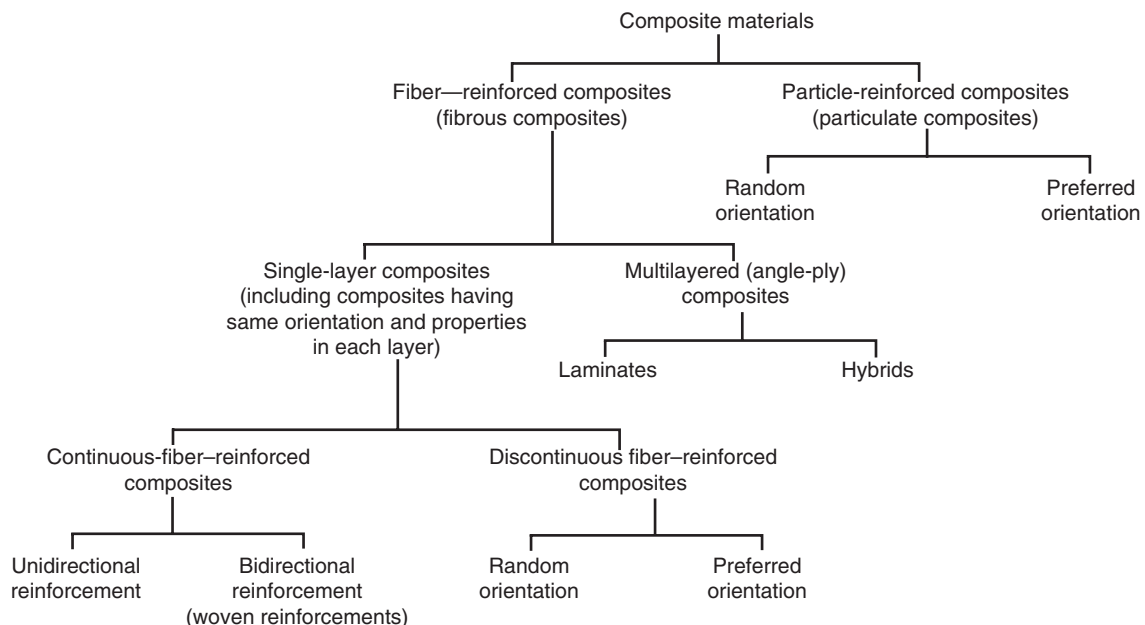 Composite materials
Fiber—reinforced composites
(fibrous composites)
Particle-reinforced composites
(particulate composites)
Random
orientation
Preferred
orientation
Single-layer composites
(including composites having
same orientation and properties
in each layer)
Multilayered (angle-ply)
composites
Laminates
Hybrids
Continuous-fiber–reinforced
composites
Discontinuous fiber–reinforced
composites
Unidirectional
reinforcement
Bidirectional
reinforcement
(woven reinforcements)
Random
orientation
Preferred
orientation